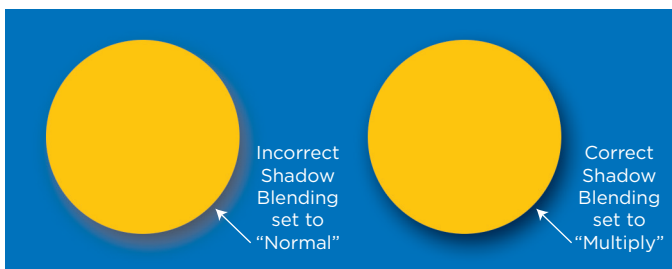 Incorrect
Shadow
Blending
set to
“Normal”
Correct
Shadow
Blending
set to
“Multiply”